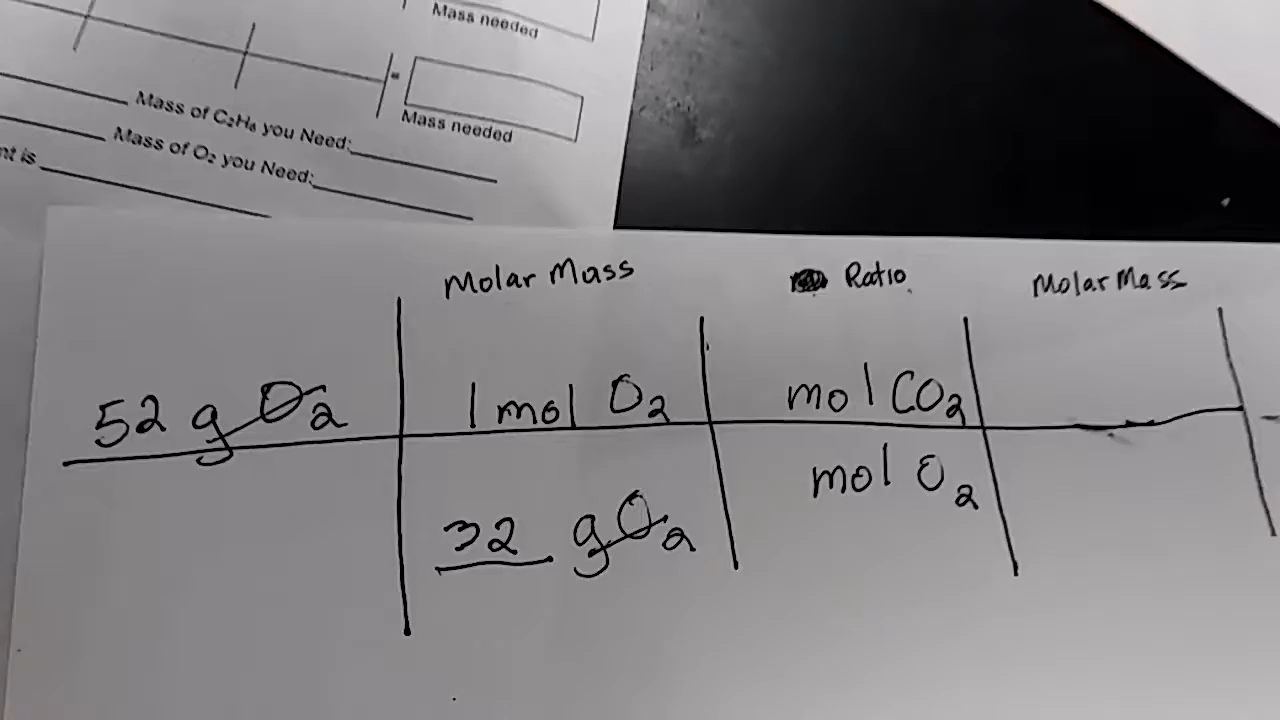 Mass needed
=
Mass needed
Mass of C₂H₆ you Need:
Mass of O₂ you Need:
nt is
Molar Mass Ratio Molar Mass
52 g O₂ 1 mol O₂ mol CO₂
32 g O₂ mol O₂